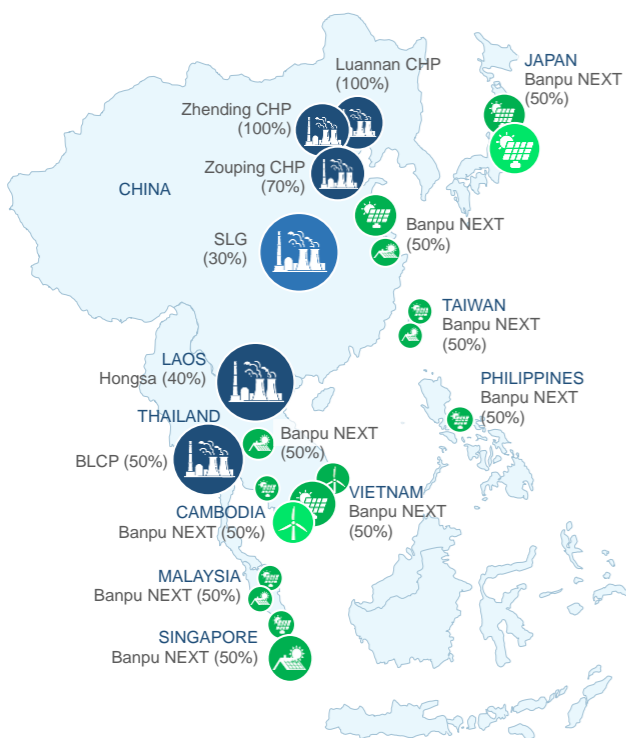 Luannan CHP
(100%)
JAPAN
Banpu NEXT
(50%)
Zhending CHP
(100%)
Zouping CHP
(70%)
CHINA
SLG
(30%)
Banpu NEXT
(50%)
TAIWAN
Banpu NEXT
(50%)
LAOS
Hongsa (40%)
PHILIPPINES
Banpu NEXT
(50%)
THAILAND
BLCP (50%)
Banpu NEXT
(50%)
VIETNAM
Banpu NEXT
(50%)
CAMBODIA
Banpu NEXT (50%)
MALAYSIA
Banpu NEXT (50%)
SINGAPORE
Banpu NEXT (50%)